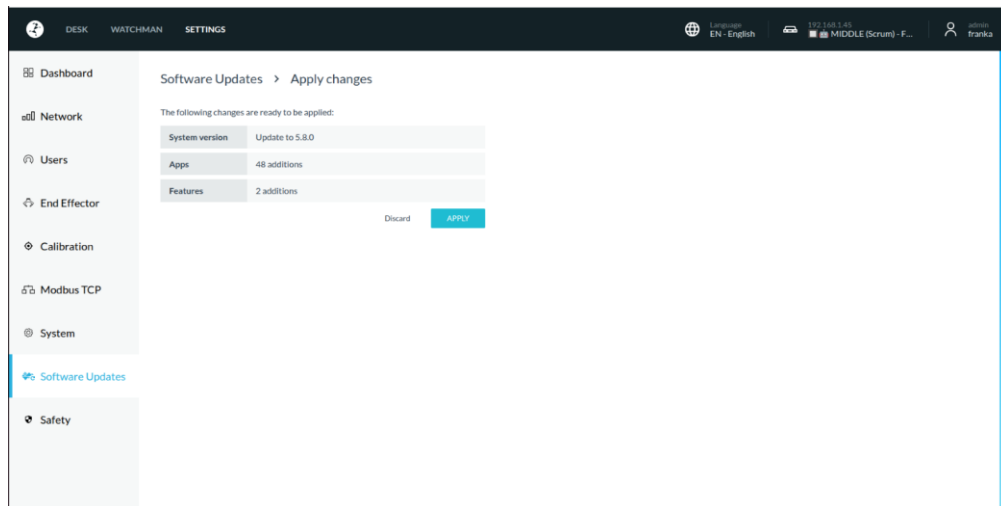 DESK WATCHMAN SETTINGS
Language
EN - English
192.168.1.45
MIDDLE (Scrum) - F...
admin
franka
Dashboard
Network
Users
End Effector
Calibration
Modbus TCP
System
Software Updates
Safety
Software Updates > Apply changes
The following changes are ready to be applied:
System version Update to 5.8.0
Apps 48 additions
Features 2 additions
Discard APPLY